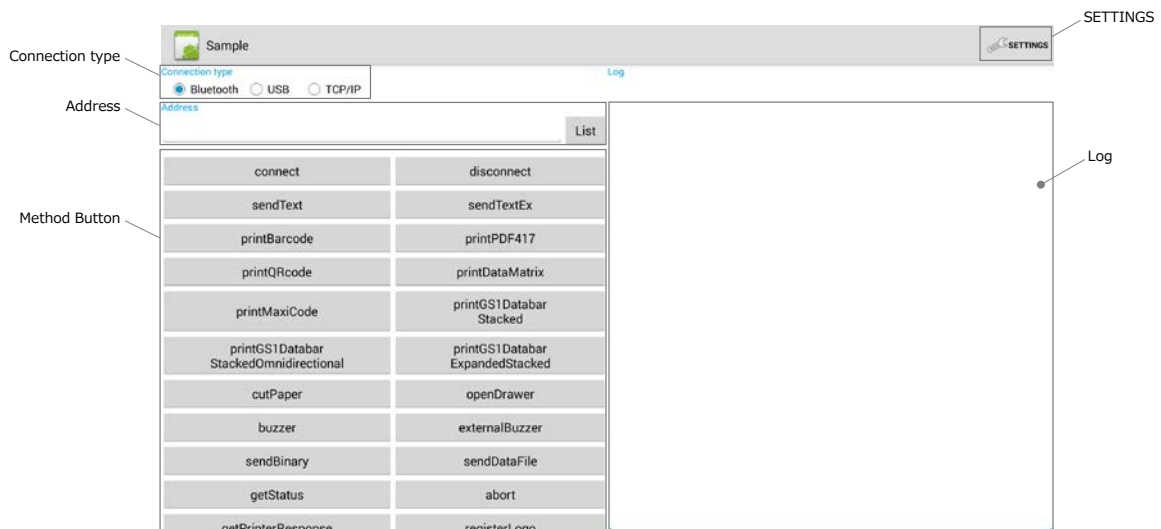 SETTINGS
Sample
SETTINGS
Connection type
Connection type
Log
Bluetooth USB TCP/IP
Address
Address
List
connect disconnect
Log
sendText sendTextEx
Method Button
printBarcode printPDF417
printQRcode printDataMatrix
printMaxiCode
printGS1Databar
Stacked
printGS1Databar
StackedOmnidirectional
printGS1Databar
ExpandedStacked
cutPaper openDrawer
buzzer externalBuzzer
sendBinary sendDataFile
getStatus abort
getPrinterResponse registerLogo